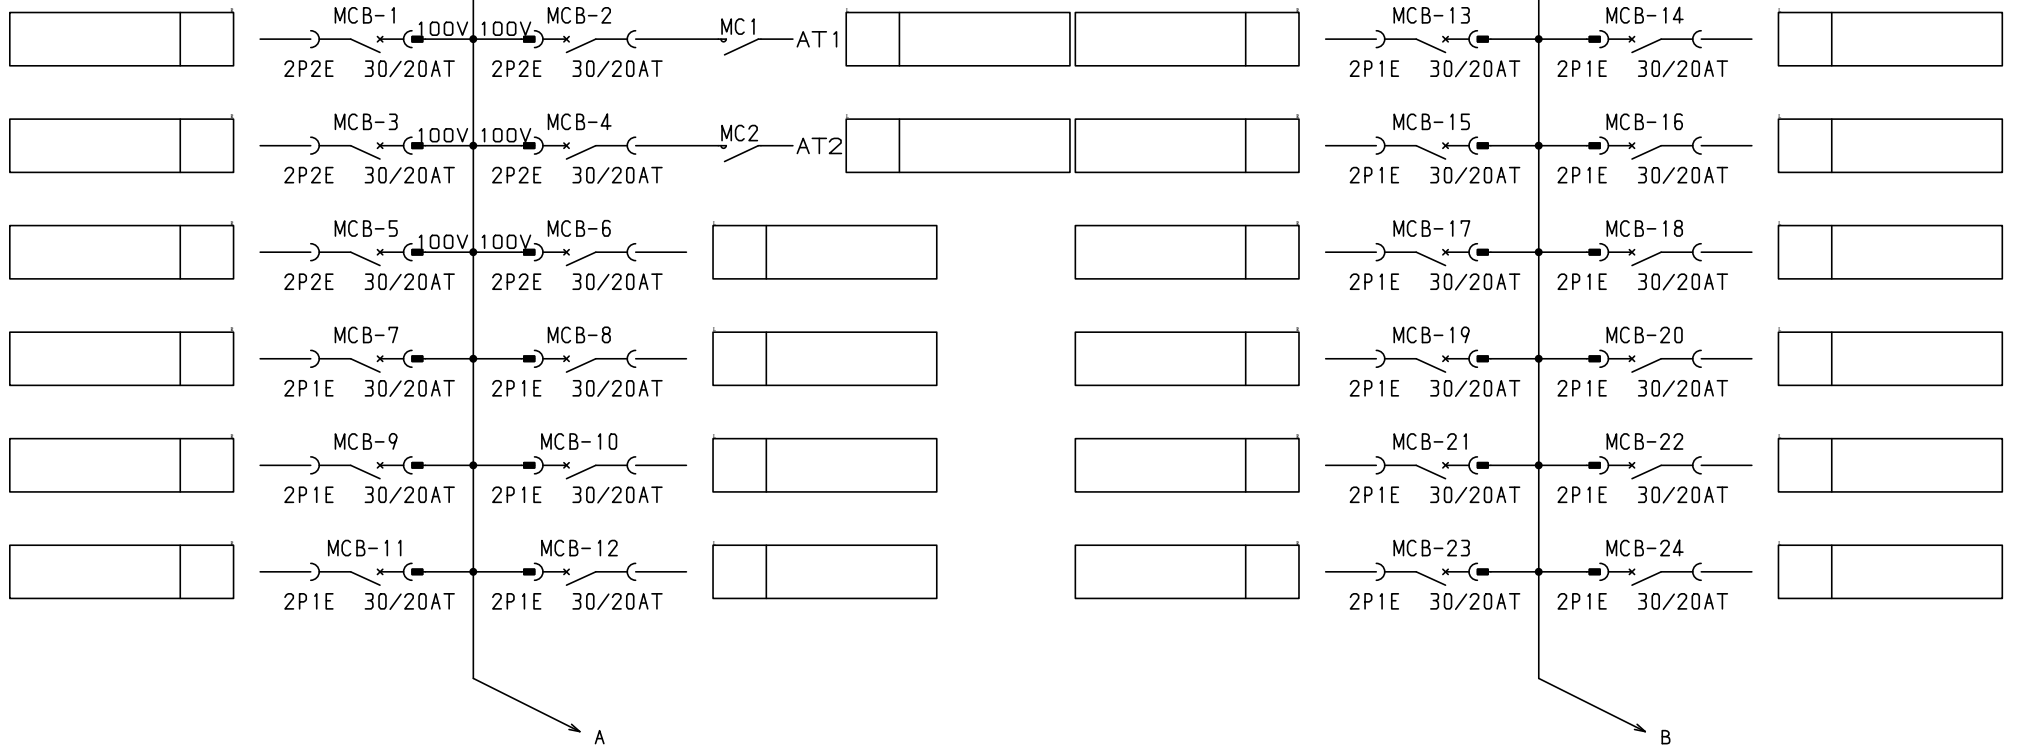 MCB-1 MCB-2 MC1 MCB-13 MCB-14
100V 100V AT1
2P2E 30/20AT 2P2E 30/20AT 2P1E 30/20AT 2P1E 30/20AT
MCB-3 MCB-4 MC2 MCB-15 MCB-16
100V 100V AT2
2P2E 30/20AT 2P2E 30/20AT 2P1E 30/20AT 2P1E 30/20AT
MCB-5 MCB-6 MCB-17 MCB-18
100V 100V
2P2E 30/20AT 2P2E 30/20AT 2P1E 30/20AT 2P1E 30/20AT
MCB-7 MCB-8 MCB-19 MCB-20
2P1E 30/20AT 2P1E 30/20AT 2P1E 30/20AT 2P1E 30/20AT
MCB-9 MCB-10 MCB-21 MCB-22
2P1E 30/20AT 2P1E 30/20AT 2P1E 30/20AT 2P1E 30/20AT
MCB-11 MCB-12 MCB-23 MCB-24
2P1E 30/20AT 2P1E 30/20AT 2P1E 30/20AT 2P1E 30/20AT
A B